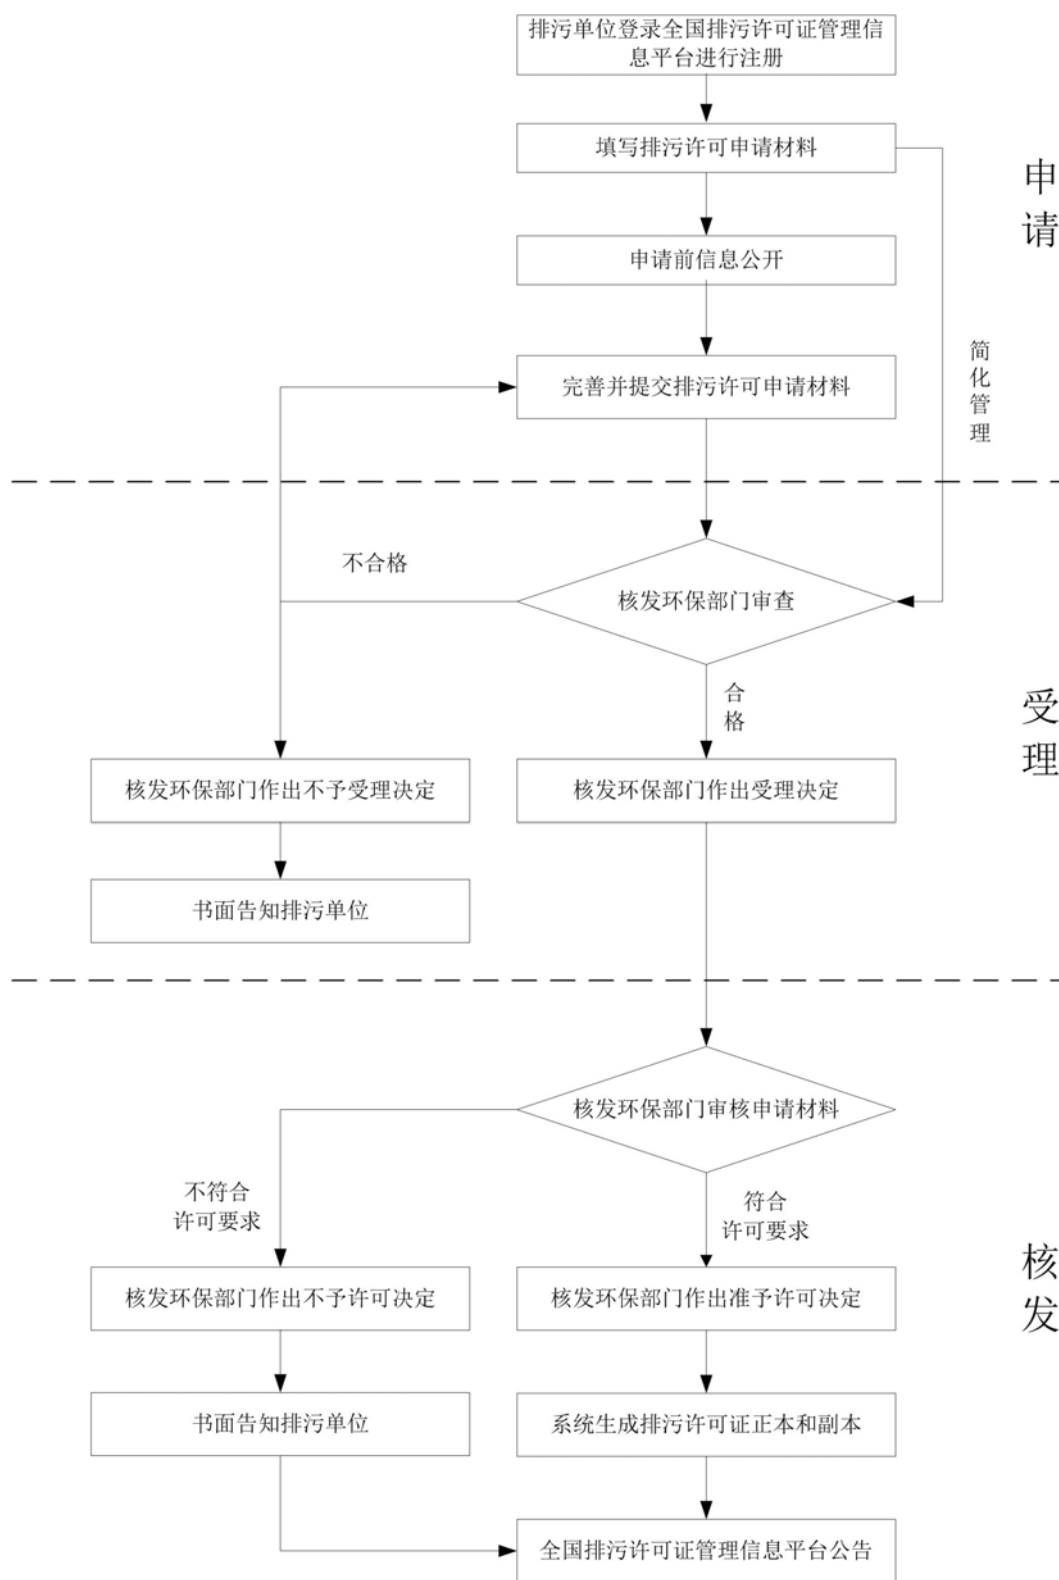 排污单位登录全国排污许可证管理信
息平台进行注册
填写排污许可申请材料
申
请
申请前信息公开
简
化
管
理
完善并提交排污许可申请材料
不合格
核发环保部门审查
合
格
受
理
核发环保部门作出不予受理决定
核发环保部门作出受理决定
书面告知排污单位
核发环保部门审核申请材料
不符合
许可要求
符合
许可要求
核
发
核发环保部门作出不予许可决定
核发环保部门作出准予许可决定
书面告知排污单位
系统生成排污许可证正本和副本
全国排污许可证管理信息平台公告